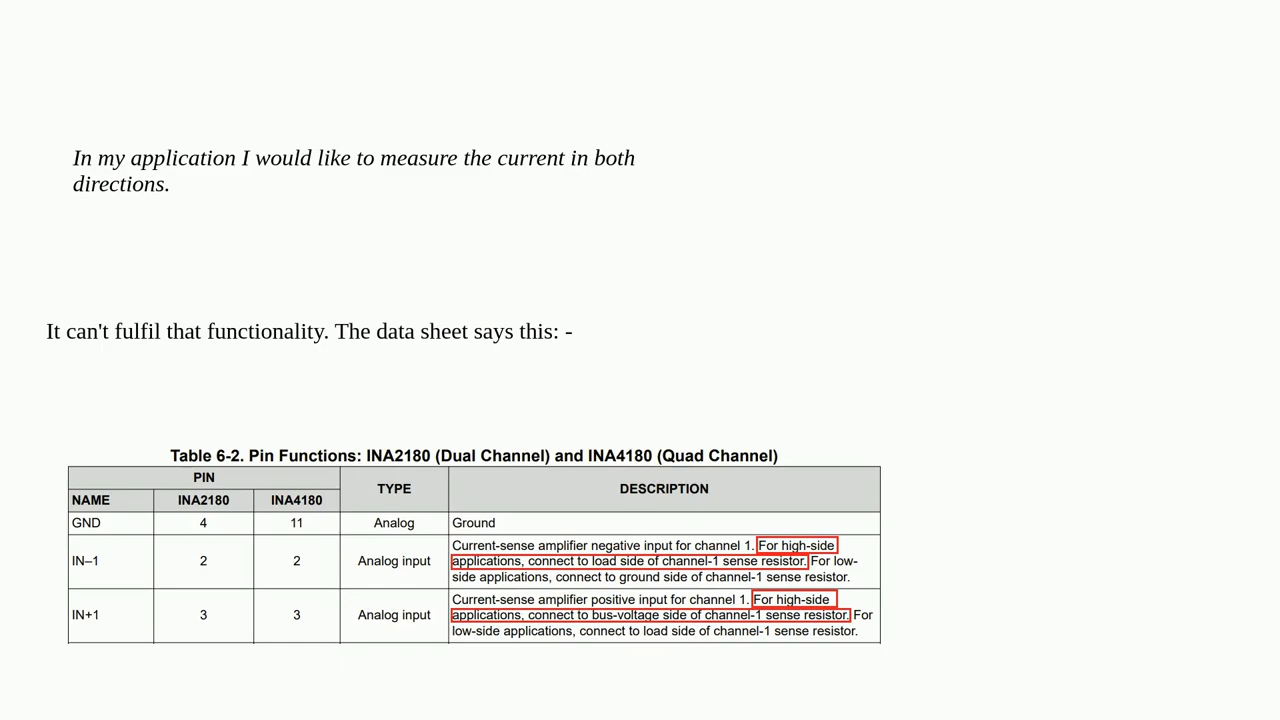 In my application I would like to measure the current in both
directions.
It can't fulfil that functionality. The data sheet says this: -
Table 6-2. Pin Functions: INA2180 (Dual Channel) and INA4180 (Quad Channel)
PIN
TYPE
DESCRIPTION
NAME INA2180 INA4180
GND 4 11 Analog Ground
IN–1 2 2 Analog input Current-sense amplifier negative input for channel 1. For high-side
applications, connect to load side of channel-1 sense resistor. For low-
side applications, connect to ground side of channel-1 sense resistor.
IN+1 3 3 Analog input Current-sense amplifier positive input for channel 1. For high-side
applications, connect to bus-voltage side of channel-1 sense resistor. For
low-side applications, connect to load side of channel-1 sense resistor.